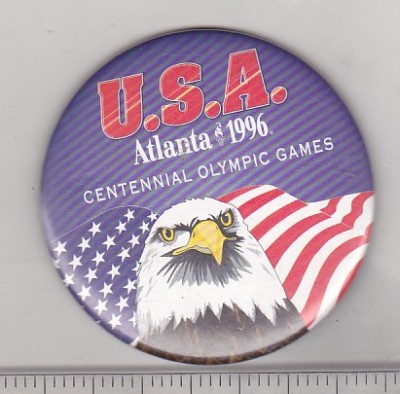 U.S.A.
Atlanta 1996
CENTENNIAL OLYMPIC GAMES